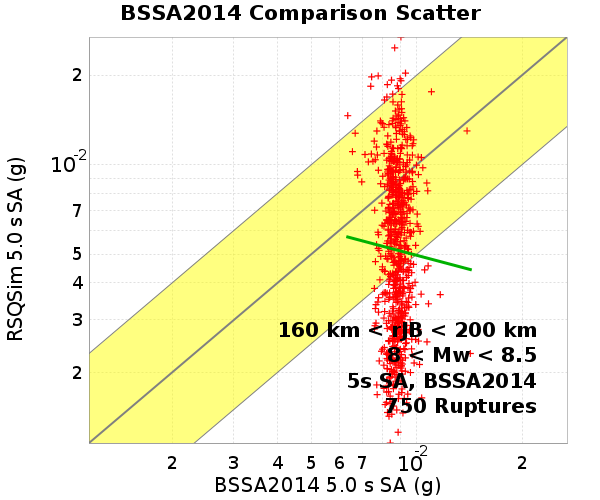 BSSA2014 Comparison Scatter
RSQSim 5.0 s SA (g)
2
10^-2
7
5
4
3
2
160 km < rJB < 200 km
8 < Mw < 8.5
5s SA, BSSA2014
750 Ruptures
2 3 4 5 6 7 10^-2 2
BSSA2014 5.0 s SA (g)